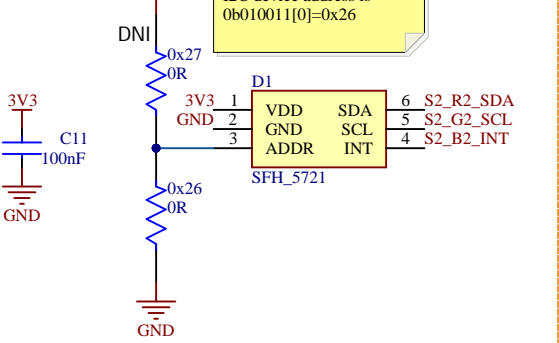 0b010011[0]=0x26
DNI
0x27
0R
D1
3V3 1 VDD SDA 6 S2_R2_SDA
GND 2 GND SCL 5 S2_G2_SCL
3 ADDR INT 4 S2_B2_INT
SFH_5721
3V3
C11
100nF
GND
0x26
0R
GND